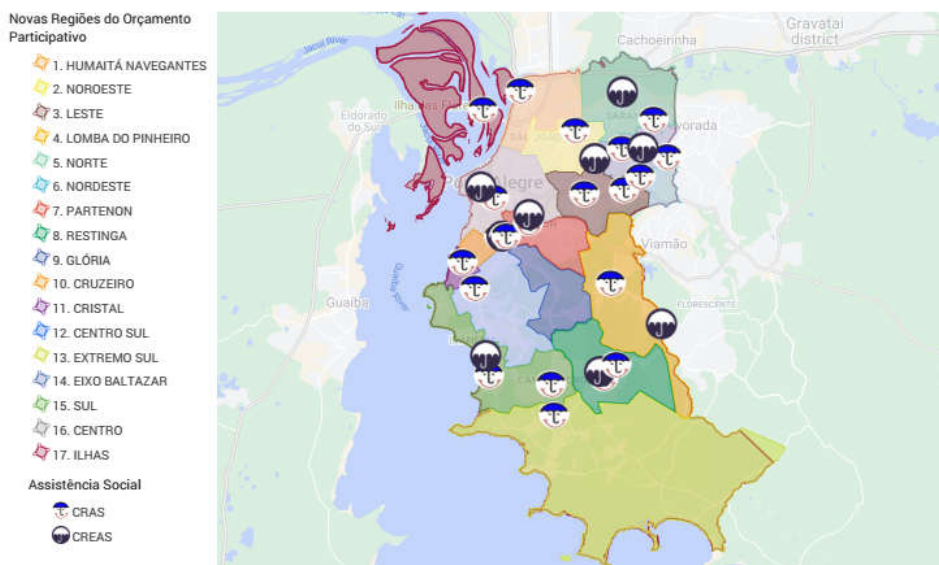 Novas Regiões do Orçamento
Participativo
1. HUMAITÁ NAVEGANTES
2. NOROESTE
3. LESTE
4. LOMBA DO PINHEIRO
5. NORTE
6. NORDESTE
7. PARTENON
8. RESTINGA
9. GLÓRIA
10. CRUZEIRO
11. CRISTAL
12. CENTRO SUL
13. EXTREMO SUL
14. EIXO BALTAZAR
15. SUL
16. CENTRO
17. ILHAS
Assistência Social
CRAS
CREAS
Gravataí
district
Cachoeirinha
Jacuí River
Ilha das
Eldorado
do Sul
Alegre
Viamão
Guaíba
FLORESCENTE